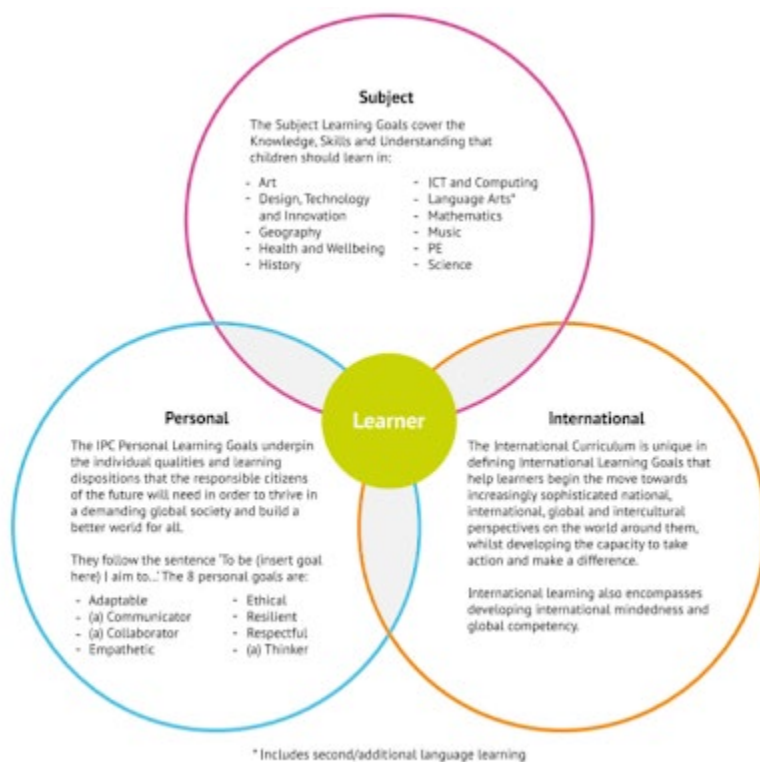 Subject
The Subject Learning Goals cover the
Knowledge, Skills and Understanding that
children should learn in:
- Art
- Design, Technology
and Innovation
- Geography
- Health and Wellbeing
- History
- ICT and Computing
- Language Arts*
- Mathematics
- Music
- PE
- Science
Learner
Personal
The IPC Personal Learning Goals underpin
the individual qualities and learning
dispositions that the responsible citizens
of the future will need in order to thrive in
a demanding global society and build a
better world for all.
They follow the sentence 'To be (insert goal
here) I aim to...' The 8 personal goals are:
- Adaptable
- (a) Communicator
- (a) Collaborator
- Empathetic
- Ethical
- Resilient
- Respectful
- (a) Thinker
International
The International Curriculum is unique in
defining International Learning Goals that
help learners begin the move towards
increasingly sophisticated national,
international, global and intercultural
perspectives on the world around them,
whilst developing the capacity to take
action and make a difference.
International learning also encompasses
developing international mindedness and
global competency.
* Includes second/additional language learning